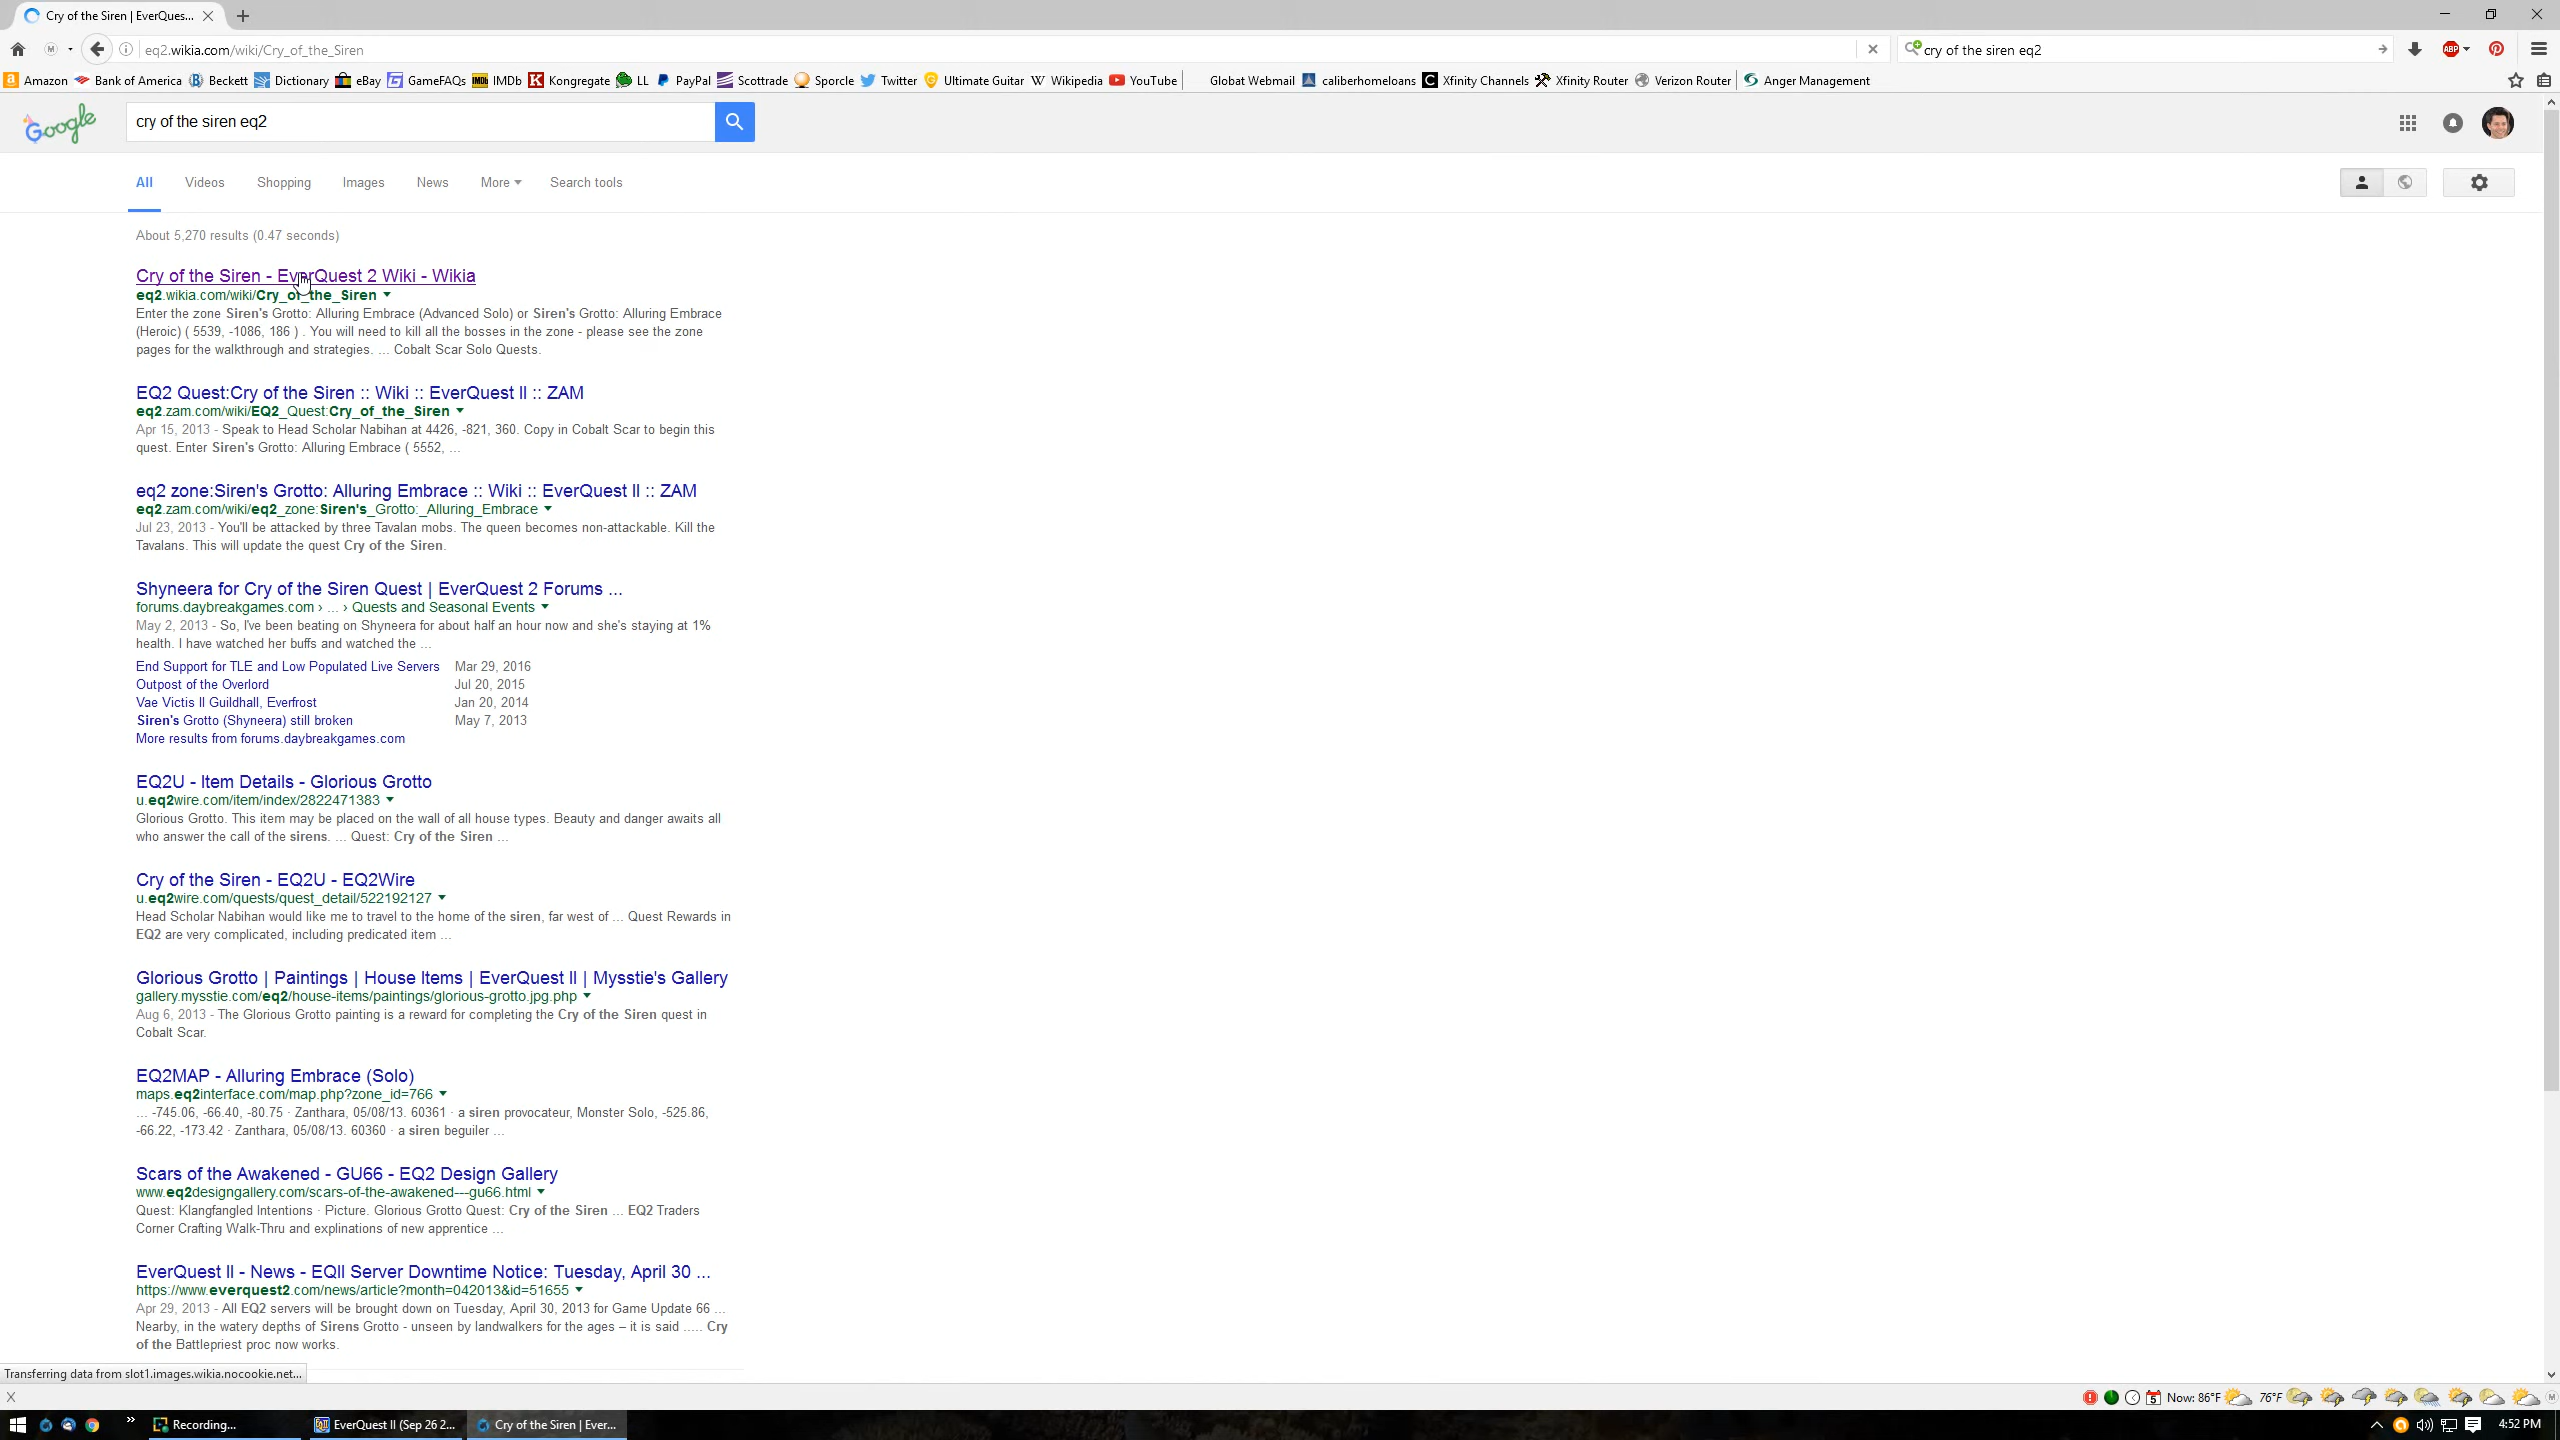 Cry of the Siren | EverQues...
eq2.wikia.com/wiki/Cry_of_the_Siren
cry of the siren eq2
ABP
Amazon Bank of America Beckett Dictionary eBay GameFAQs IMDb Kongregate LL PayPal Scottrade Sporcle Twitter Ultimate Guitar Wikipedia YouTube Globat Webmail caliberhomeloans Xfinity Channels Xfinity Router Verizon Router Anger Management
Google
cry of the siren eq2
All Videos Shopping Images News More Search tools
About 5,270 results (0.47 seconds)
Cry of the Siren - EverQuest 2 Wiki - Wikia
eq2.wikia.com/wiki/Cry_of_the_Siren
Enter the zone Siren's Grotto: Alluring Embrace (Advanced Solo) or Siren's Grotto: Alluring Embrace
(Heroic) ( 5539, -1086, 186 ) . You will need to kill all the bosses in the zone - please see the zone
pages for the walkthrough and strategies. ... Cobalt Scar Solo Quests.
EQ2 Quest:Cry of the Siren :: Wiki :: EverQuest II :: ZAM
eq2.zam.com/wiki/EQ2_Quest:Cry_of_the_Siren
Apr 15, 2013 - Speak to Head Scholar Nabihan at 4426, -821, 360. Copy in Cobalt Scar to begin this
quest. Enter Siren's Grotto: Alluring Embrace ( 5552, ...
eq2 zone:Siren's Grotto: Alluring Embrace :: Wiki :: EverQuest II :: ZAM
eq2.zam.com/wiki/eq2_zone:Siren's_Grotto:_Alluring_Embrace
Jul 23, 2013 - You'll be attacked by three Tavalan mobs. The queen becomes non-attackable. Kill the
Tavalans. This will update the quest Cry of the Siren.
Shyneera for Cry of the Siren Quest | EverQuest 2 Forums ...
forums.daybreakgames.com › ... › Quests and Seasonal Events
May 2, 2013 - So, I've been beating on Shyneera for about half an hour now and she's staying at 1%
health. I have watched her buffs and watched the ...
End Support for TLE and Low Populated Live Servers Mar 29, 2016
Outpost of the Overlord Jul 20, 2015
Vae Victis II Guildhall, Everfrost Jan 20, 2014
Siren's Grotto (Shyneera) still broken May 7, 2013
More results from forums.daybreakgames.com
EQ2U - Item Details - Glorious Grotto
u.eq2wire.com/item/index/2822471383
Glorious Grotto. This item may be placed on the wall of all house types. Beauty and danger awaits all
who answer the call of the sirens. ... Quest: Cry of the Siren ...
Cry of the Siren - EQ2U - EQ2Wire
u.eq2wire.com/quests/quest_detail/522192127
Head Scholar Nabihan would like me to travel to the home of the siren, far west of ... Quest Rewards in
EQ2 are very complicated, including predicated item ...
Glorious Grotto | Paintings | House Items | EverQuest II | Mysstie's Gallery
gallery.mysstie.com/eq2/house-items/paintings/glorious-grotto.jpg.php
Aug 6, 2013 - The Glorious Grotto painting is a reward for completing the Cry of the Siren quest in
Cobalt Scar.
EQ2MAP - Alluring Embrace (Solo)
maps.eq2interface.com/map.php?zone_id=766
... -745.06, -66.40, -80.75 · Zanthara, 05/08/13. 60361 · a siren provocateur, Monster Solo, -525.86,
-66.22, -173.42 · Zanthara, 05/08/13. 60360 · a siren beguiler ...
Scars of the Awakened - GU66 - EQ2 Design Gallery
www.eq2designgallery.com/scars-of-the-awakened---gu66.html
Quest: Klangfangled Intentions · Picture. Glorious Grotto Quest: Cry of the Siren ... EQ2 Traders
Corner Crafting Walk-Thru and explinations of new apprentice ...
EverQuest II - News - EQII Server Downtime Notice: Tuesday, April 30 ...
https://www.everquest2.com/news/article?month=042013&id=51655
Apr 29, 2013 - All EQ2 servers will be brought down on Tuesday, April 30, 2013 for Game Update 66 ...
Nearby, in the watery depths of Sirens Grotto - unseen by landwalkers for the ages – it is said ..... Cry
of the Battlepriest proc now works.
Transferring data from slot1.images.wikia.nocookie.net...
Now: 86°F 76°F
Recording... EverQuest II (Sep 26 2... Cry of the Siren | Ever... 4:52 PM